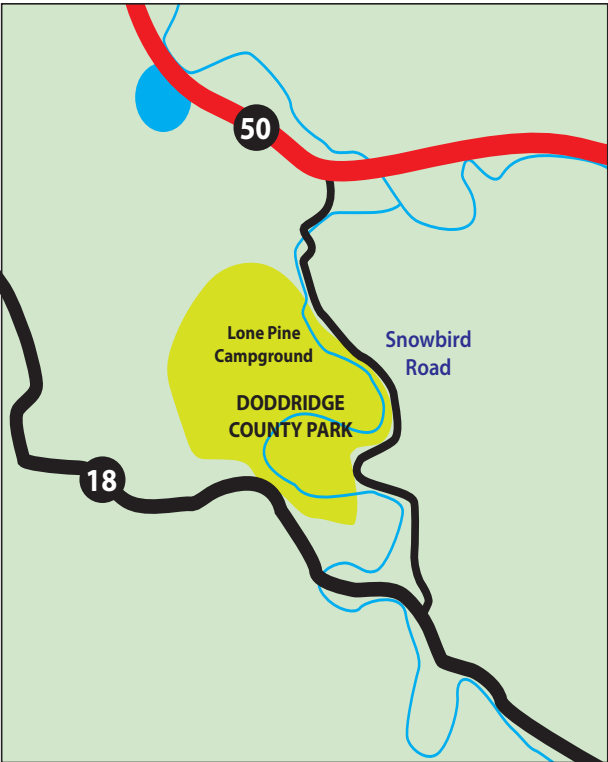 50
Lone Pine
Campground
Snowbird
Road
DODDRIDGE
COUNTY PARK
18